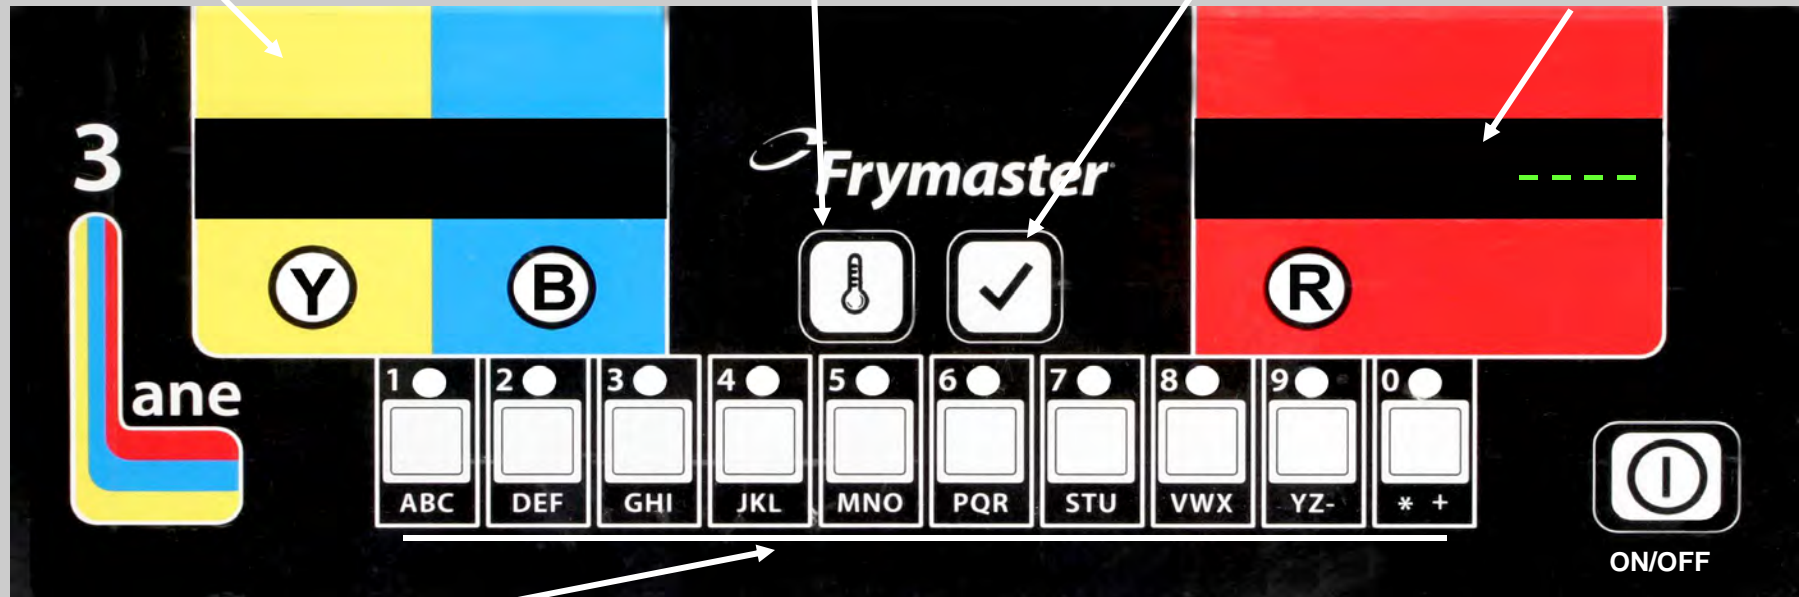 3
Lane
Frymaster
- - - -
Y
B
R
1 2 3 4 5 6 7 8 9 0
ABC DEF GHI JKL MNO PQR STU VWX YZ- * +
ON/OFF